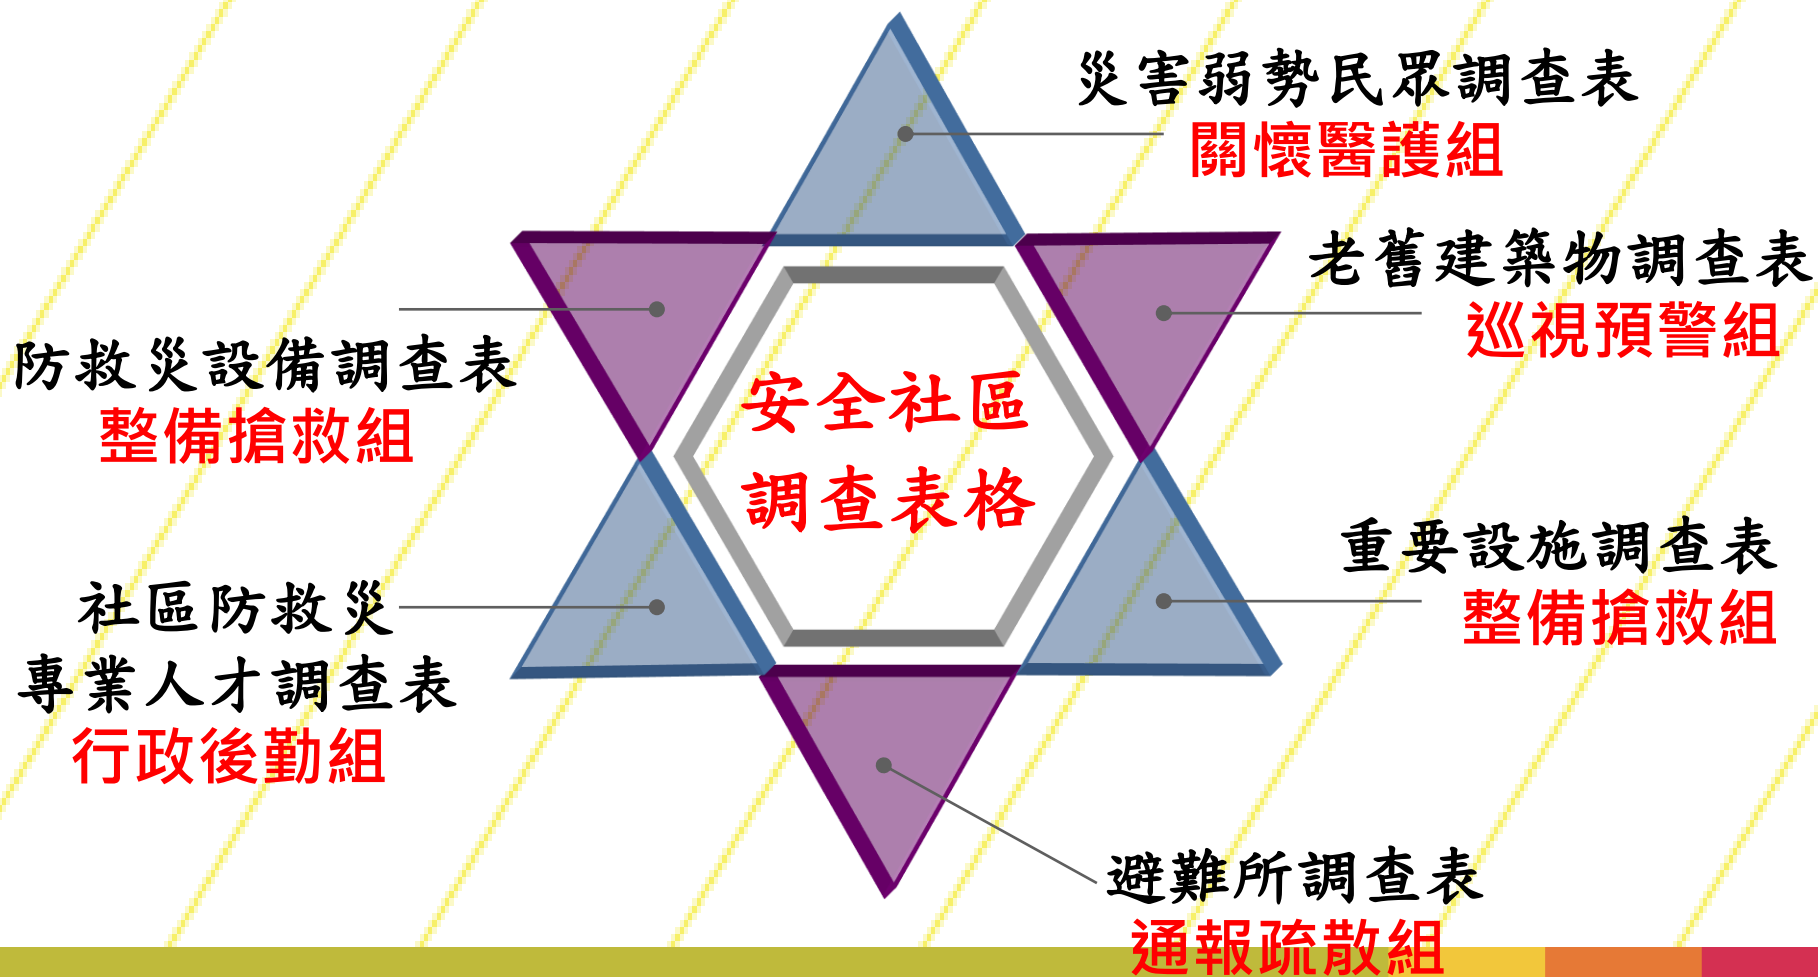 災害弱勢民眾調查表
關懷醫護組
老舊建築物調查表
巡視預警組
防救災設備調查表
整備搶救組
安全社區
調查表格
重要設施調查表
整備搶救組
社區防救災
專業人才調查表
行政後勤組
避難所調查表
通報疏散組